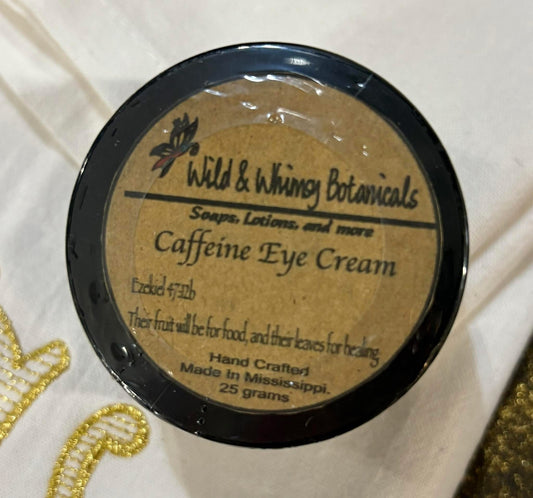 Wild & Whimsy Botanicals
Soaps, Lotions, and more
Caffeine Eye Cream
Ezekiel 47:12b
Their fruit will be for food, and their leaves for healing.
Hand Crafted
Made In Mississippi.
25 grams